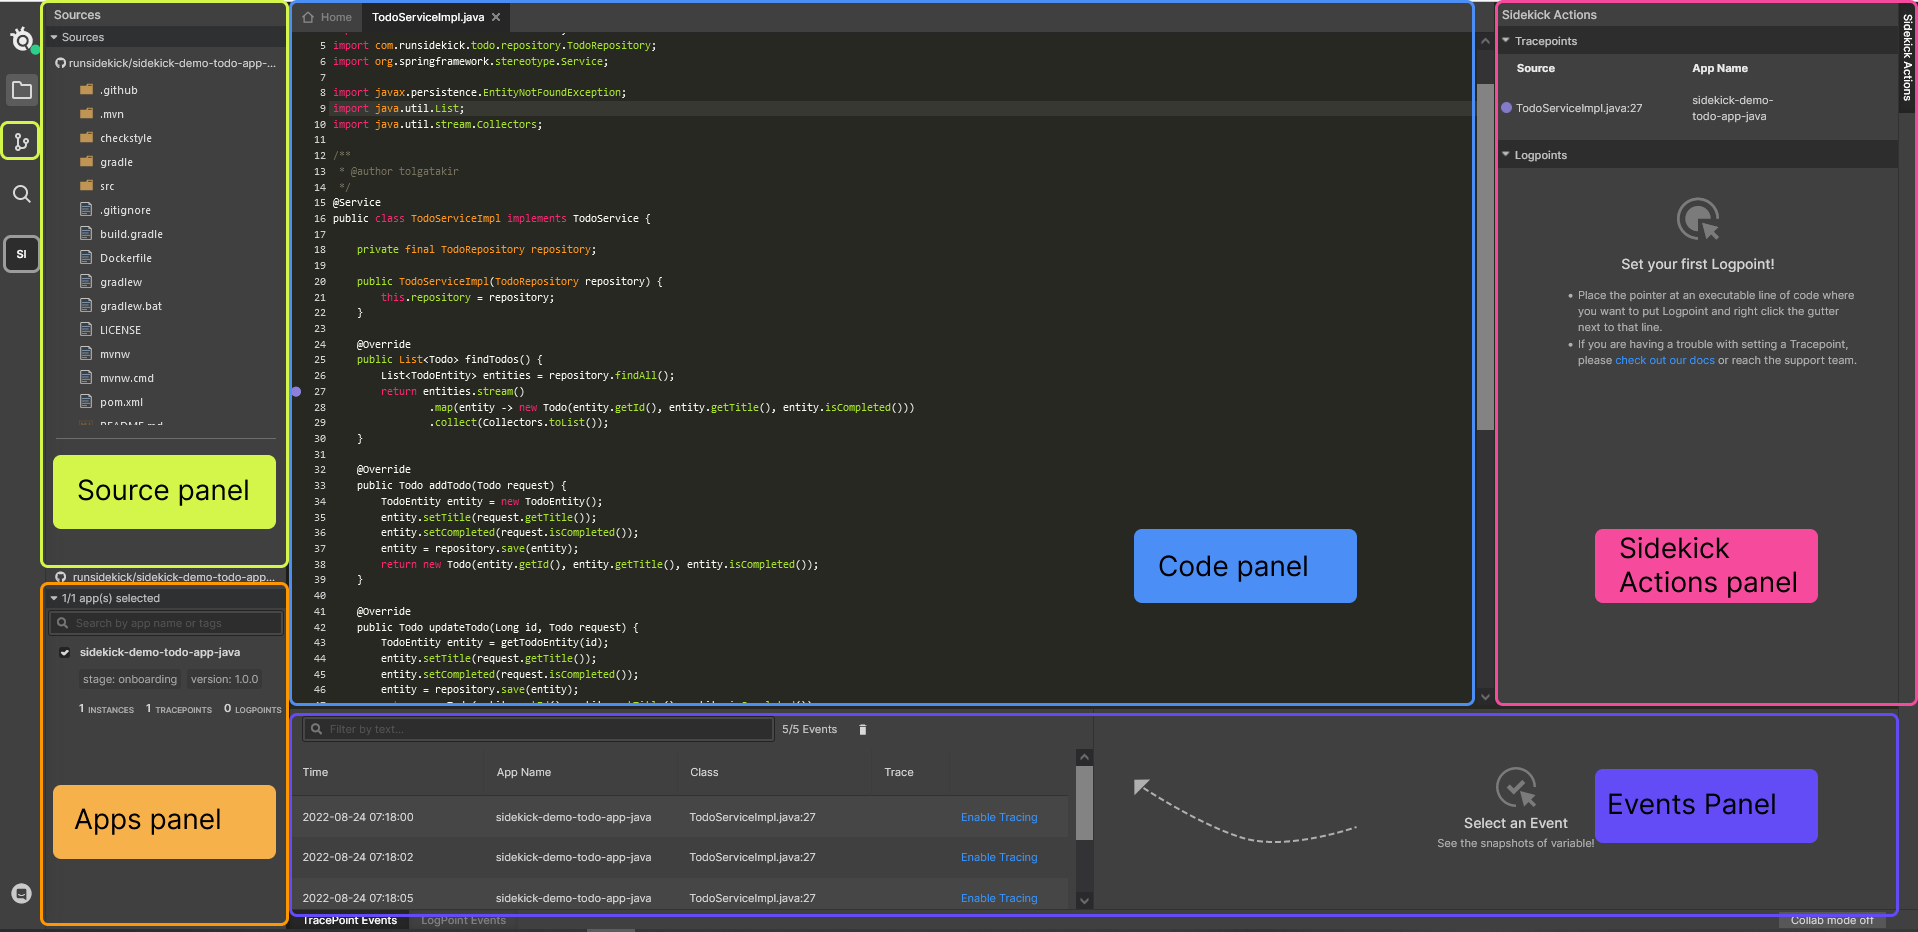 Sources
Sources
runsidekick/sidekick-demo-todo-app-...
.github
.mvn
checkstyle
gradle
src
.gitignore
build.gradle
Dockerfile
gradlew
gradlew.bat
LICENSE
mvnw
mvnw.cmd
pom.xml
README.md
SI
Source panel
runsidekick/sidekick-demo-todo-app...
1/1 app(s) selected
Search by app name or tags
sidekick-demo-todo-app-java
stage: onboarding version: 1.0.0
1 INSTANCES 1 TRACEPOINTS 0 LOGPOINTS
Apps panel
Home TodoServiceImpl.java
5 import com.runsidekick.todo.repository.TodoRepository;
6 import org.springframework.stereotype.Service;
7
8 import javax.persistence.EntityNotFoundException;
9 import java.util.List;
10 import java.util.stream.Collectors;
11
12 /**
13 * @author tolgatakir
14 */
15 @Service
16 public class TodoServiceImpl implements TodoService {
17
18 private final TodoRepository repository;
19
20 public TodoServiceImpl(TodoRepository repository) {
21 this.repository = repository;
22 }
23
24 @Override
25 public List<Todo> findTodos() {
26 List<TodoEntity> entities = repository.findAll();
27 return entities.stream()
28 .map(entity -> new Todo(entity.getId(), entity.getTitle(), entity.isCompleted()))
29 .collect(Collectors.toList());
30 }
31
32 @Override
33 public Todo addTodo(Todo request) {
34 TodoEntity entity = new TodoEntity();
35 entity.setTitle(request.getTitle());
36 entity.setCompleted(request.isCompleted());
37 entity = repository.save(entity);
38 return new Todo(entity.getId(), entity.getTitle(), entity.isCompleted());
39 }
40
41 @Override
42 public Todo updateTodo(Long id, Todo request) {
43 TodoEntity entity = getTodoEntity(id);
44 entity.setTitle(request.getTitle());
45 entity.setCompleted(request.isCompleted());
46 entity = repository.save(entity);
Code panel
Sidekick Actions
Tracepoints
Source App Name
TodoServiceImpl.java:27 sidekick-demo-
todo-app-java
Logpoints
Set your first Logpoint!
• Place the pointer at an executable line of code where
you want to put Logpoint and right click the gutter
next to that line.
• If you are having a trouble with setting a Tracepoint,
please check out our docs or reach the support team.
Sidekick
Actions panel
Sidekick Actions
Filter by text... 5/5 Events
Time App Name Class Trace
2022-08-24 07:18:00 sidekick-demo-todo-app-java TodoServiceImpl.java:27 Enable Tracing
2022-08-24 07:18:02 sidekick-demo-todo-app-java TodoServiceImpl.java:27 Enable Tracing
2022-08-24 07:18:05 sidekick-demo-todo-app-java TodoServiceImpl.java:27 Enable Tracing
Select an Event
See the snapshots of variable!
Events Panel
TracePoint Events LogPoint Events
Collab mode off